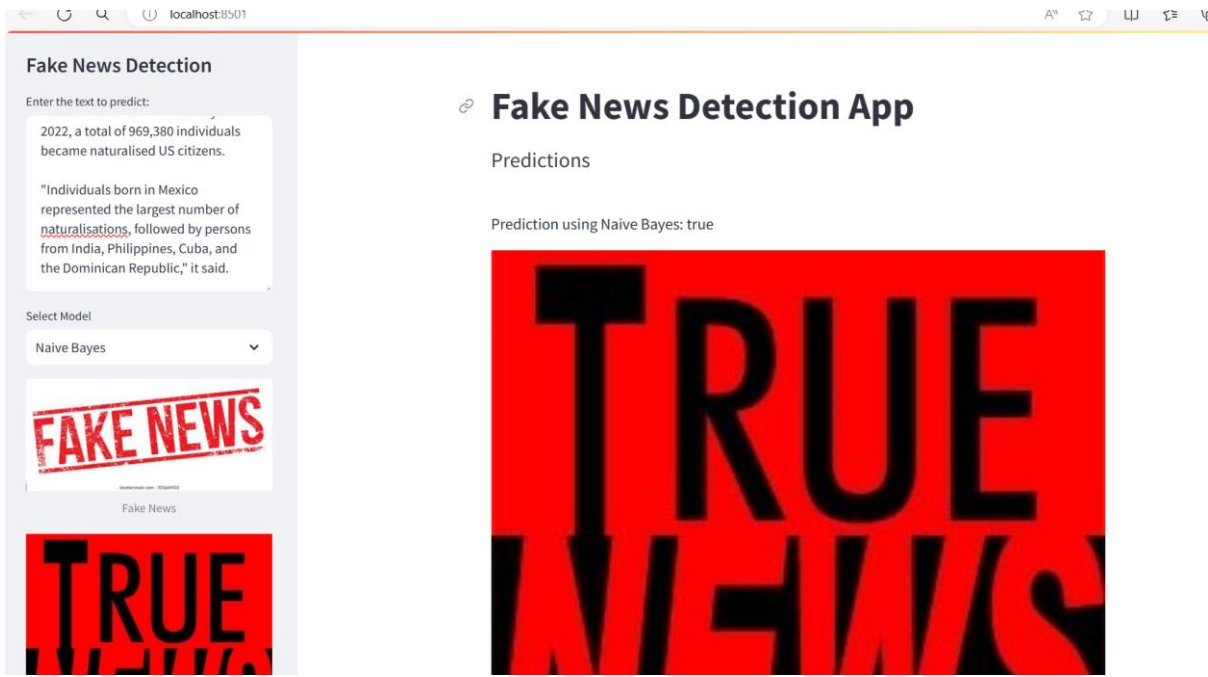 localhost:8501
Fake News Detection
Enter the text to predict:
2022, a total of 969,380 individuals
became naturalised US citizens.
"Individuals born in Mexico
represented the largest number of
naturalisations, followed by persons
from India, Philippines, Cuba, and
the Dominican Republic," it said.
Select Model
Naive Bayes
FAKE NEWS
Fake News
TRUE
NEWS
Fake News Detection App
Predictions
Prediction using Naive Bayes: true
TRUE
NEWS